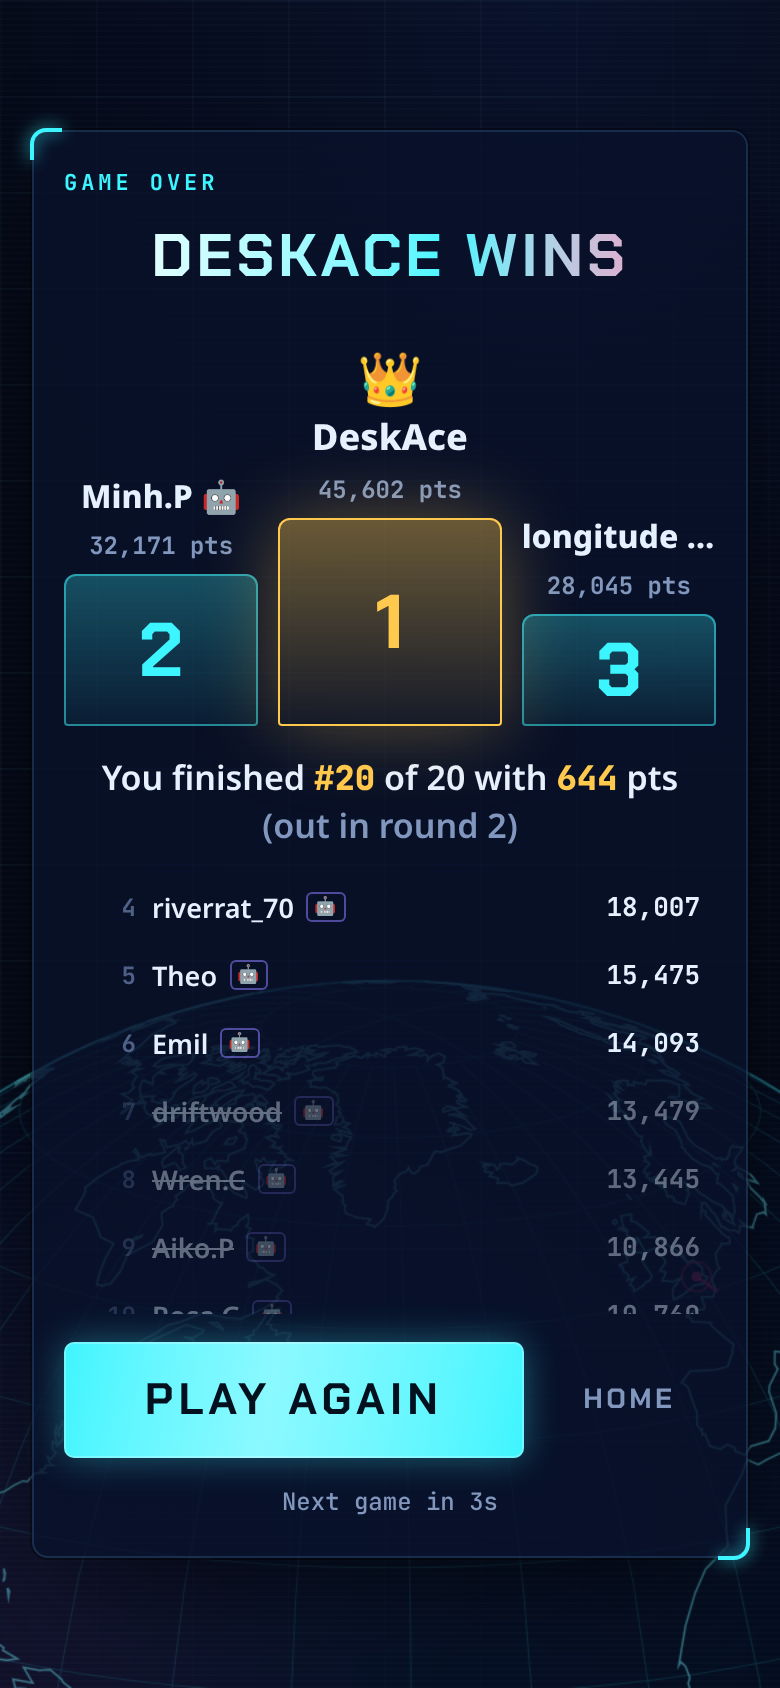 GAME OVER
DESKACE WINS
DeskAce
45,602 pts
Minh.P
32,171 pts
longitude ...
28,045 pts
2
1
3
You finished #20 of 20 with 644 pts
(out in round 2)
4 riverrat_70 18,007
5 Theo 15,475
6 Emil 14,093
7 driftwood 13,479
8 Wren.C 13,445
9 Aiko.P 10,866
PLAY AGAIN
HOME
Next game in 3s